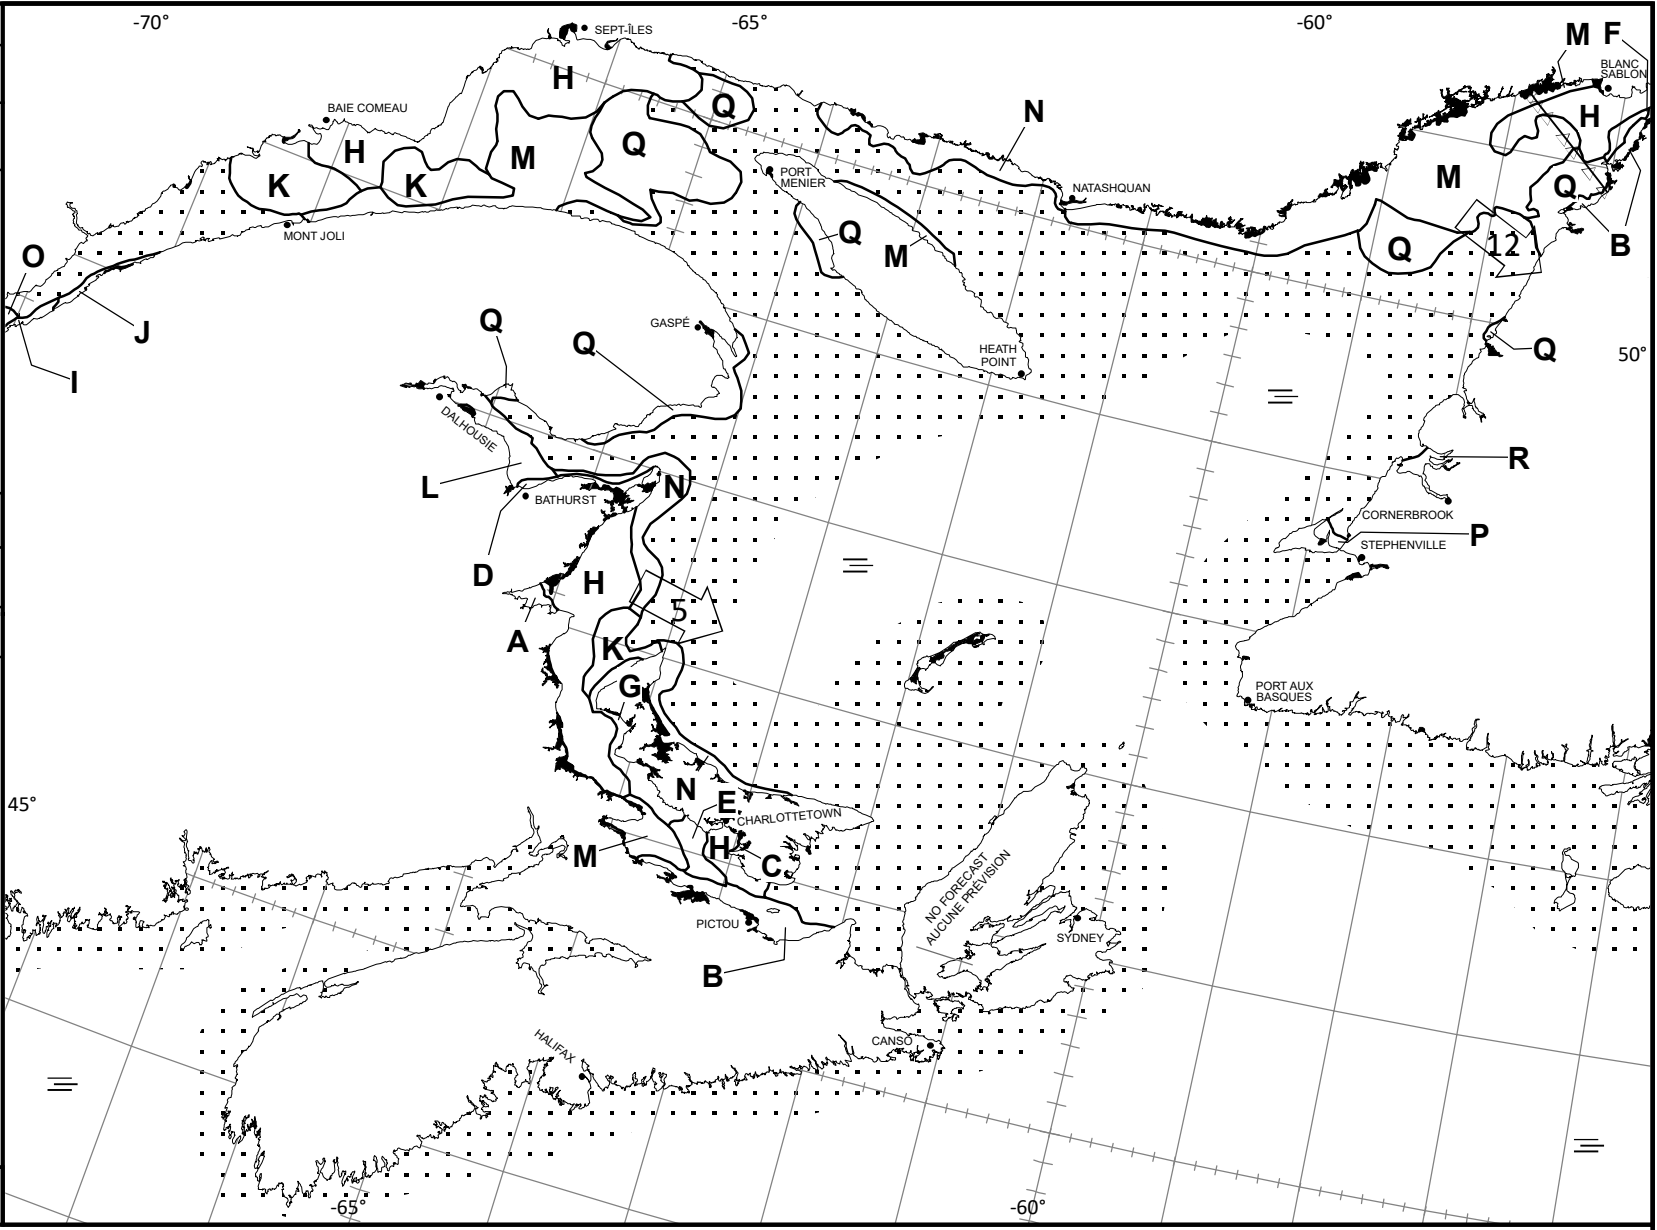 -70°
-65°
-60°
SEPT-ÎLES
M F
BLANC
SABLON
H
BAIE COMEAU
Q
N
H
H
M
Q
K
K
PORT
MENIER
M
Q
NATASHQUAN
MONT JOLI
Q
M
Q
12
B
O
J
I
Q
Q
GASPÉ
HEATH
POINT
Q
50°
DALHOUSIE
L
BATHURST
N
R
CORNERBROOK
P
STEPHENVILLE
D
H
5
A
K
G
PORT AUX
BASQUES
N
E
45°
CHARLOTTETOWN
M
H
C
NO FORECAST
AUCUNE PRÉVISION
PICTOU
SYDNEY
B
HALIFAX
CANSO
-65°
-60°